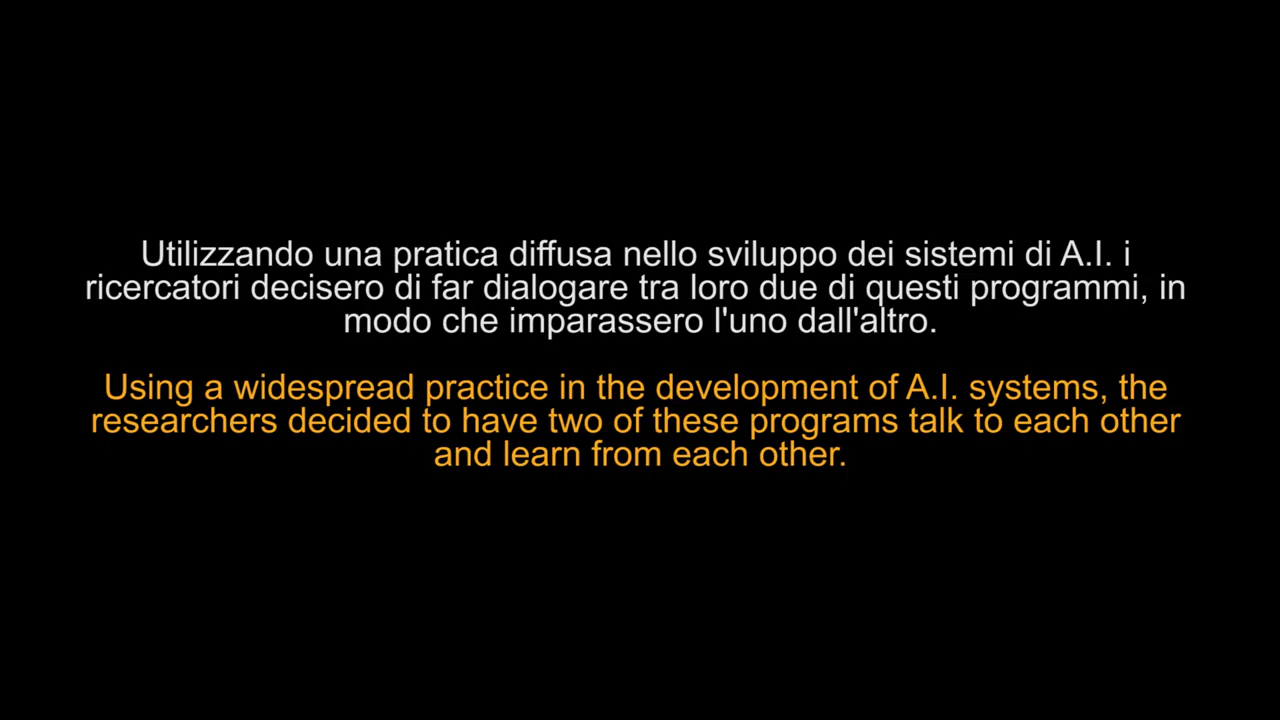 Utilizzando una pratica diffusa nello sviluppo dei sistemi di A.I. i
ricercatori decisero di far dialogare tra loro due di questi programmi, in
modo che imparassero l'uno dall'altro.
Using a widespread practice in the development of A.I. systems, the
researchers decided to have two of these programs talk to each other
and learn from each other.